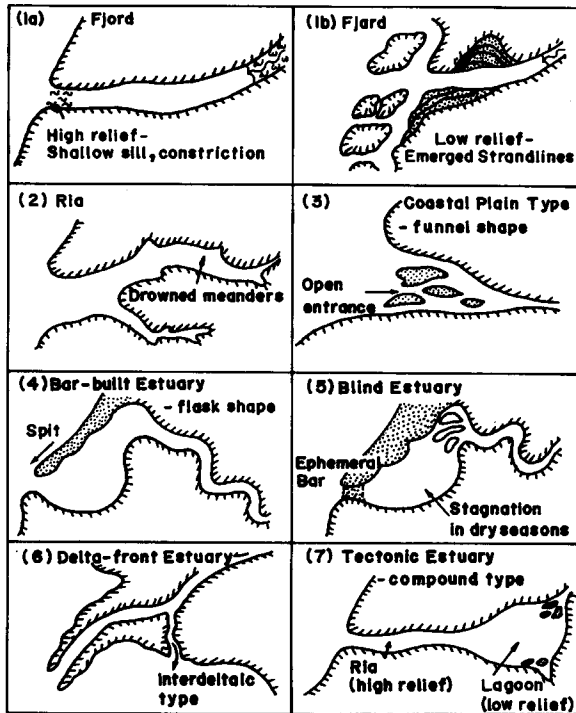 (1a) Fjord
High relief-
Shallow sill, constriction
(1b) Fjard
Low relief-
Emerged Strandlines
(2) Ria
Drowned meanders
(3) Coastal Plain Type
- funnel shape
Open
entrance
(4) Bar-built Estuary
- flask shape
Spit
(5) Blind Estuary
Ephemeral
Bar
Stagnation
in dry seasons
(6) Delta-front Estuary-
Interdeltaic
type
(7) Tectonic Estuary
- compound type
Ria
(high relief)
Lagoon
(low relief)